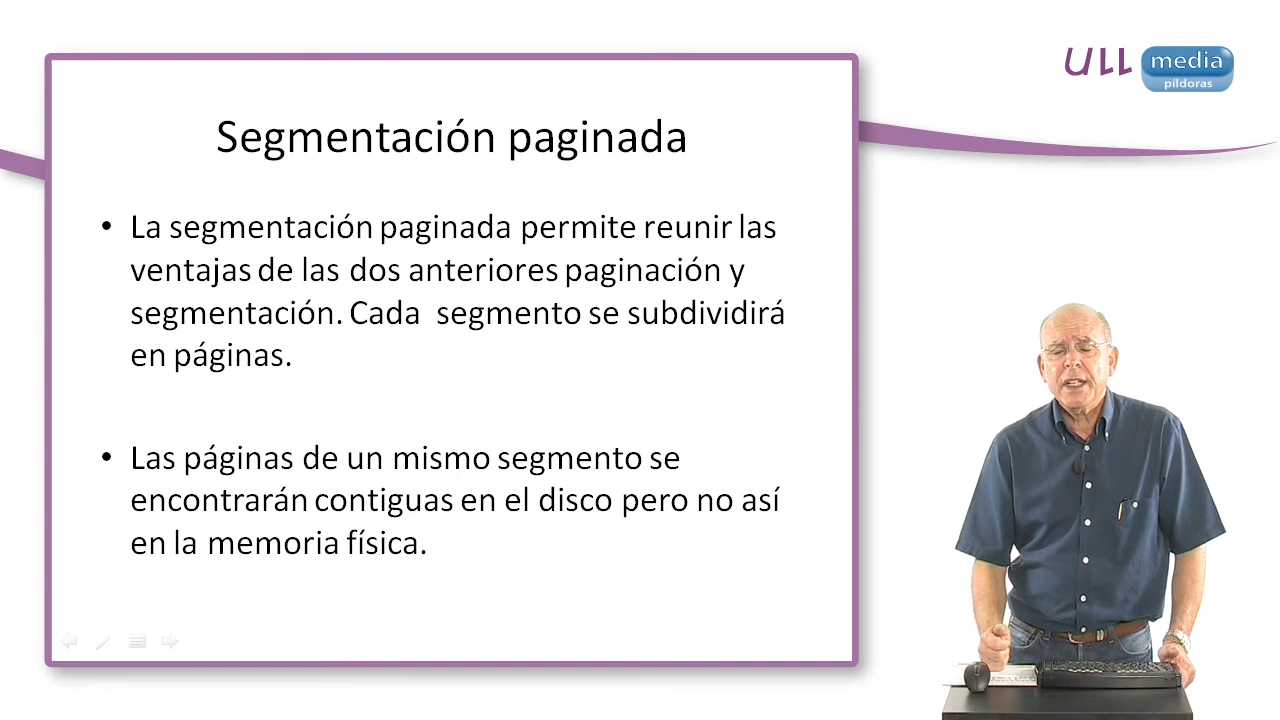 ULL media
píldoras
Segmentación paginada
• La segmentación paginada permite reunir las
ventajas de las dos anteriores paginación y
segmentación. Cada segmento se subdividirá
en páginas.
• Las páginas de un mismo segmento se
encontrarán contiguas en el disco pero no así
en la memoria física.